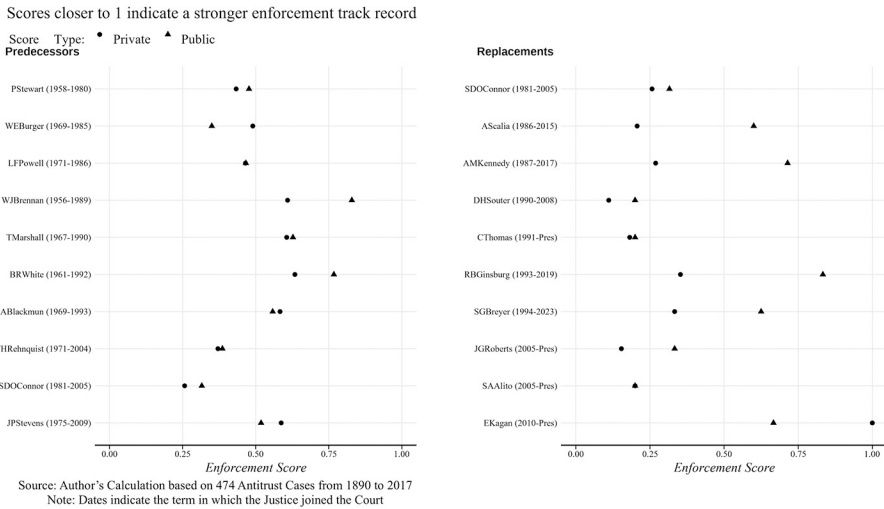 Scores closer to 1 indicate a stronger enforcement track record
Score Type: Private Public
Predecessors
PStewart (1958-1980)
WEBurger (1969-1985)
LFPowell (1971-1986)
WJBrennan (1956-1989)
TMarshall (1967-1990)
BRWhite (1961-1992)
ABlackmun (1969-1993)
HRehnquist (1971-2004)
SDOConnor (1981-2005)
JPStevens (1975-2009)
0.00 0.25 0.50 0.75 1.00
Enforcement Score
Replacements
SDOConnor (1981-2005)
AScalia (1986-2015)
AMKennedy (1987-2017)
DHSouter (1990-2008)
CThomas (1991-Pres)
RBGinsburg (1993-2019)
SGBreyer (1994-2023)
JGRoberts (2005-Pres)
SAAlito (2005-Pres)
EKagan (2010-Pres)
0.00 0.25 0.50 0.75 1.00
Enforcement Score
Source: Author's Calculation based on 474 Antitrust Cases from 1890 to 2017
Note: Dates indicate the term in which the Justice joined the Court